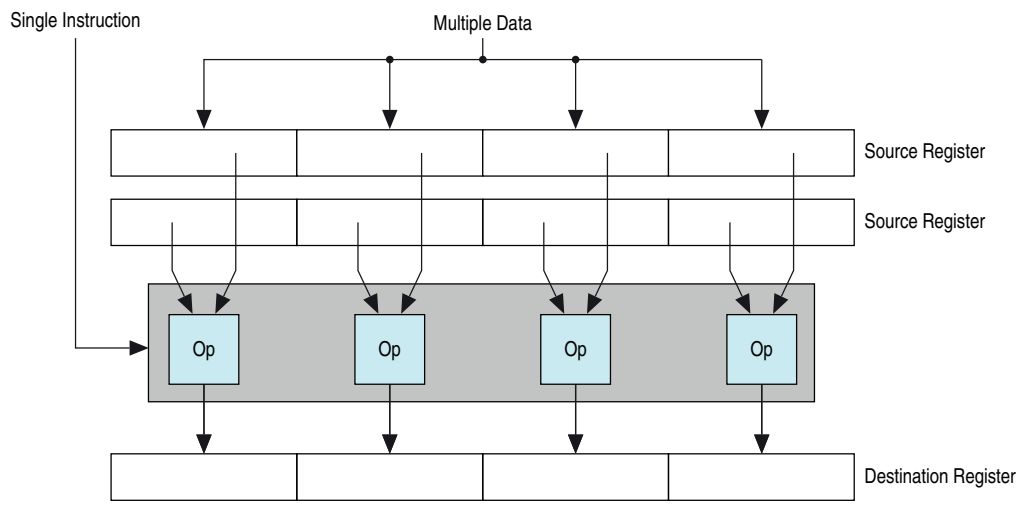 Single Instruction
Multiple Data
Source Register
Source Register
Op
Op
Op
Op
Destination Register